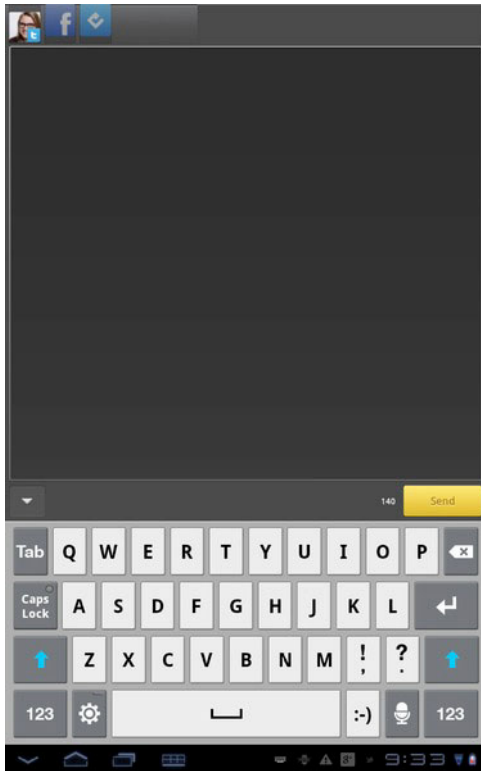 f
140
Send
Tab Q W E R T Y U I O P
Caps
Lock A S D F G H J K L
Z X C V B N M ! , ? .
123 :-) 123
9:33